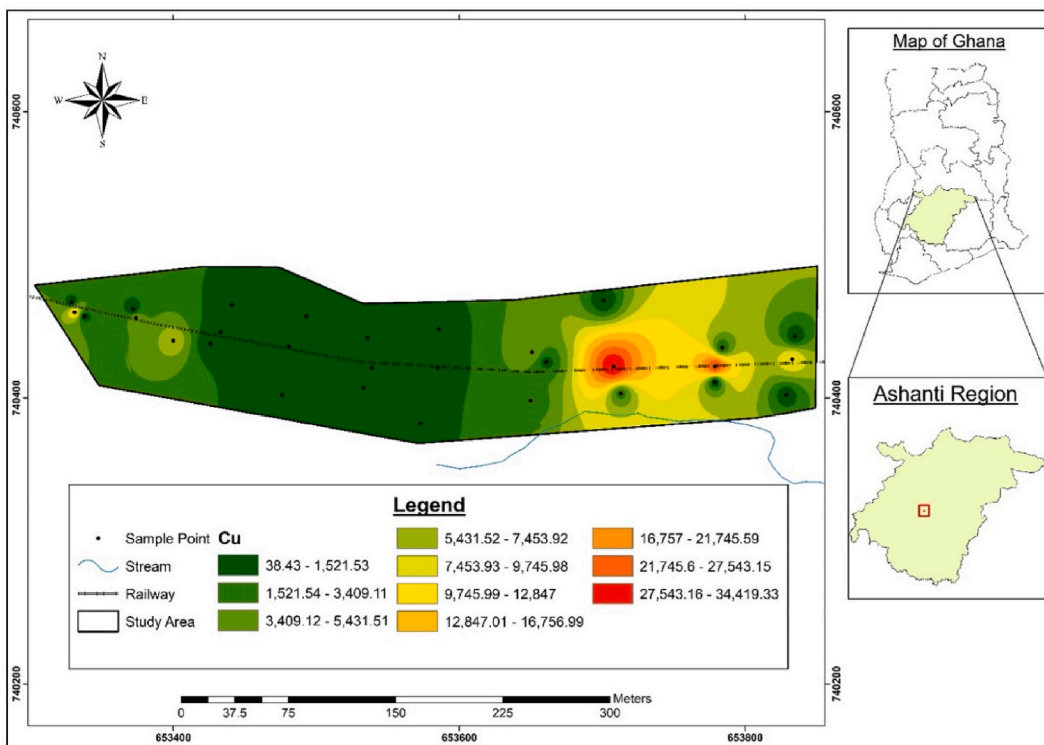 Map of Ghana
N
W E
S
740600
740600
740400
740400
Ashanti Region
Legend
Sample Point
Stream
Railway
Study Area
Cu
38.43 - 1,521.53
1,521.54 - 3,409.11
3,409.12 - 5,431.51
5,431.52 - 7,453.92
7,453.93 - 9,745.98
9,745.99 - 12,847
12,847.01 - 16,756.99
16,757 - 21,745.59
21,745.6 - 27,543.15
27,543.16 - 34,419.33
740200
740200
Meters
0 37.5 75 150 225 300
653400 653600 653800